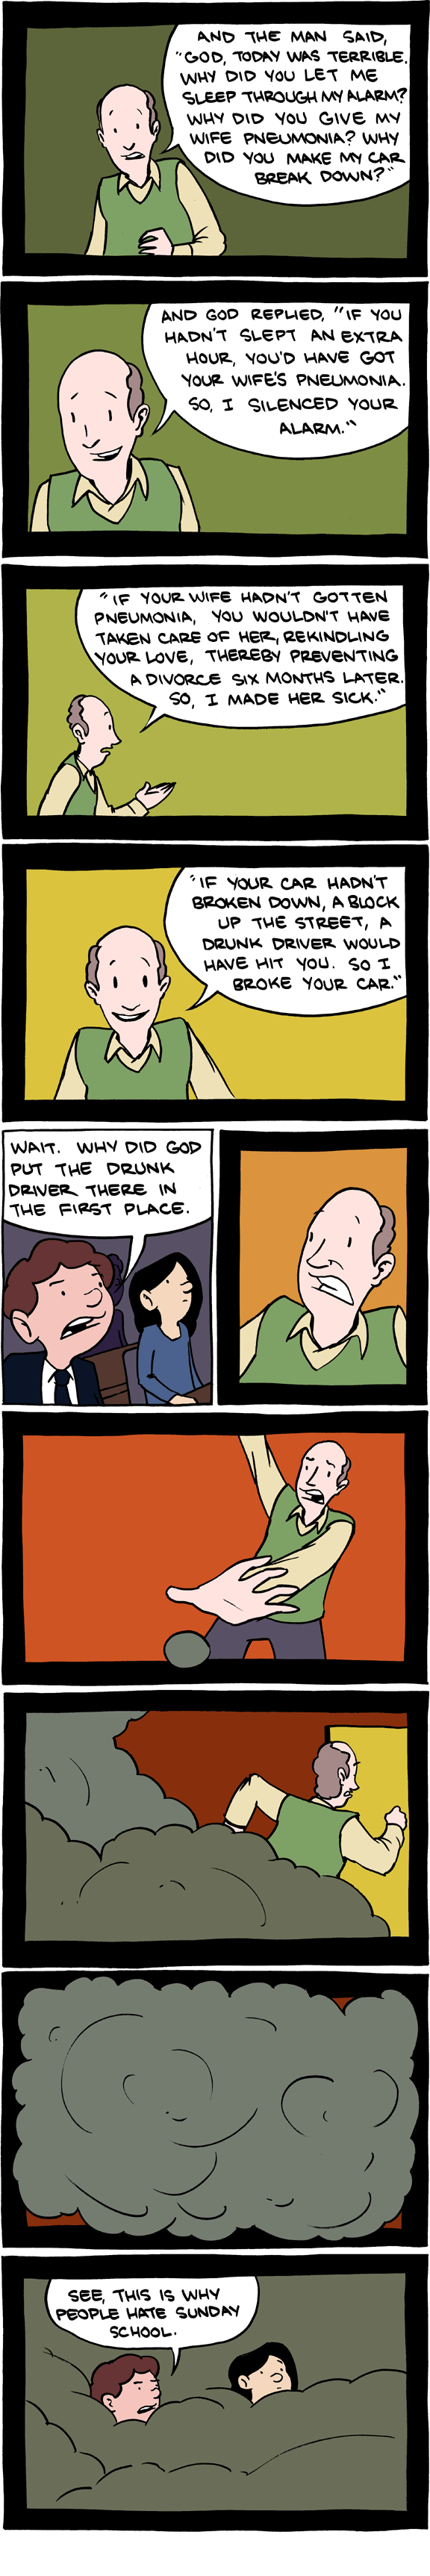 AND THE MAN SAID,
"GOD, TODAY WAS TERRIBLE.
WHY DID YOU LET ME
SLEEP THROUGH MY ALARM?
WHY DID YOU GIVE MY
WIFE PNEUMONIA? WHY
DID YOU MAKE MY CAR
BREAK DOWN?"
AND GOD REPLIED, "IF YOU
HADN'T SLEPT AN EXTRA
HOUR, YOU'D HAVE GOT
YOUR WIFE'S PNEUMONIA.
SO, I SILENCED YOUR
ALARM."
"IF YOUR WIFE HADN'T GOTTEN
PNEUMONIA, YOU WOULDN'T HAVE
TAKEN CARE OF HER, REKINDLING
YOUR LOVE, THEREBY PREVENTING
A DIVORCE SIX MONTHS LATER.
SO, I MADE HER SICK."
"IF YOUR CAR HADN'T
BROKEN DOWN, A BLOCK
UP THE STREET, A
DRUNK DRIVER WOULD
HAVE HIT YOU. SO I
BROKE YOUR CAR."
WAIT. WHY DID GOD
PUT THE DRUNK
DRIVER THERE IN
THE FIRST PLACE.
SEE, THIS IS WHY
PEOPLE HATE SUNDAY
SCHOOL.